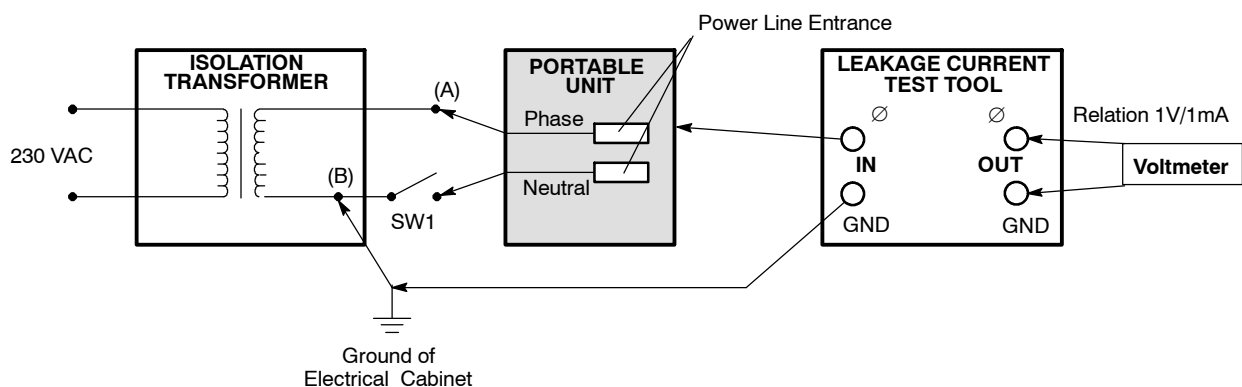 Power Line Entrance
ISOLATION
TRANSFORMER
PORTABLE
UNIT
LEAKAGE CURRENT
TEST TOOL
(A)
Phase
∅
∅
Relation 1V/1mA
230 VAC
IN
OUT
Voltmeter
(B)
Neutral
SW1
GND
GND
Ground of
Electrical Cabinet